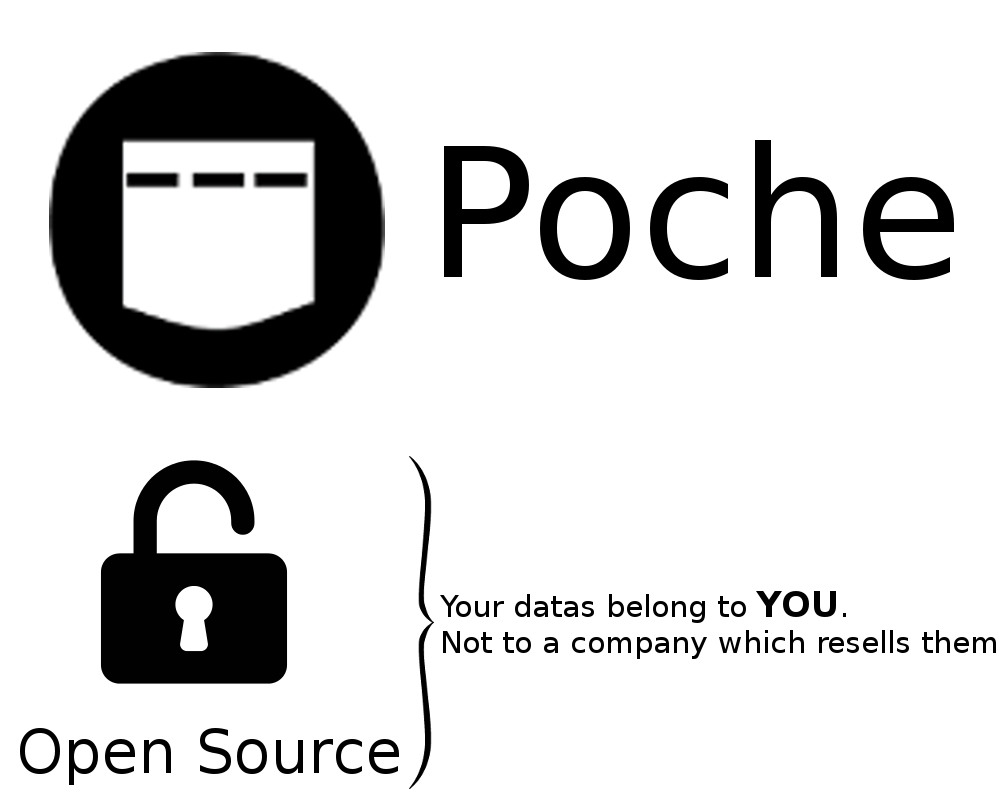 Poche
Your datas belong to YOU.
Not to a company which resells them
Open Source